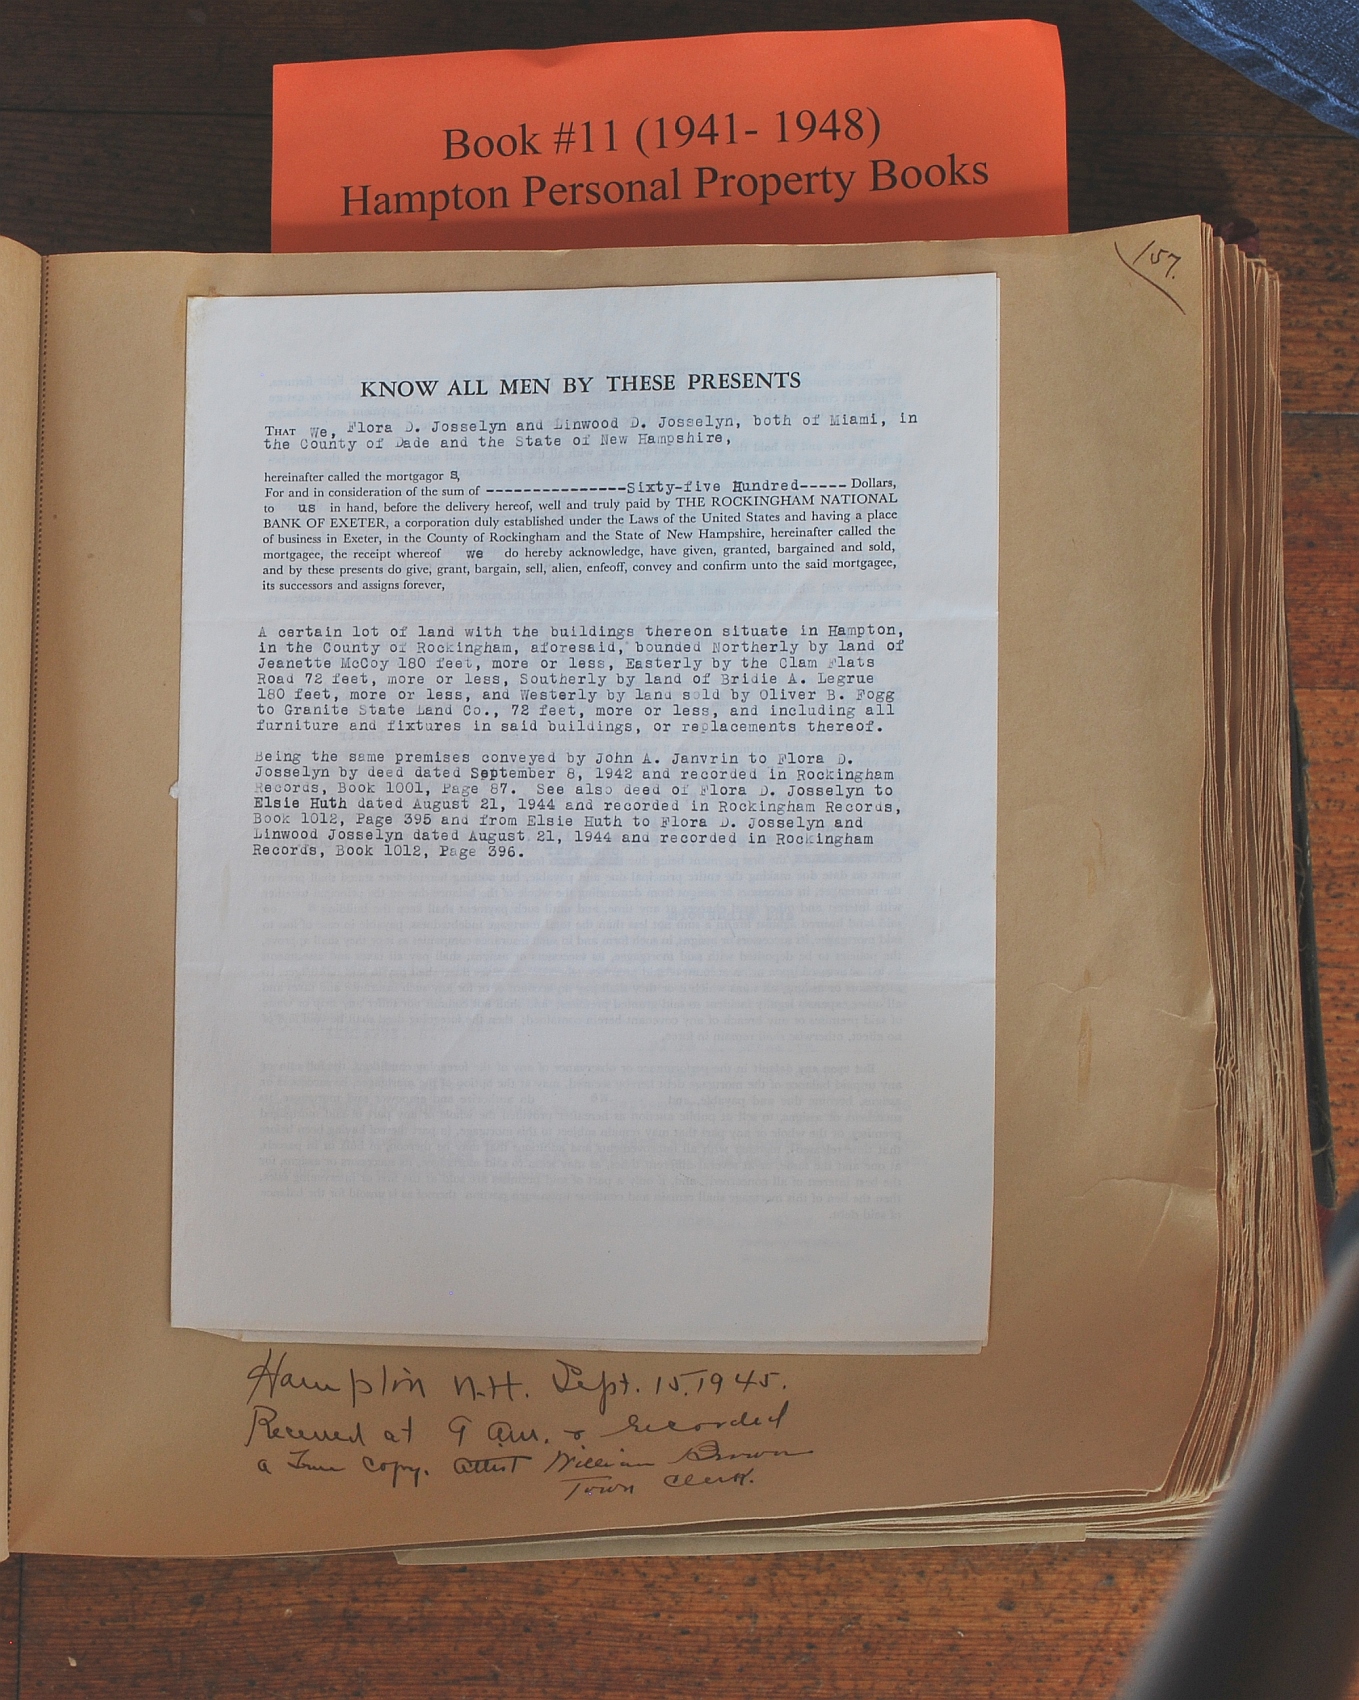 Book #11 (1941- 1948)
Hampton Personal Property Books
157.
KNOW ALL MEN BY THESE PRESENTS
THAT We, Flora D. Josselyn and Linwood D. Josselyn, both of Miami, in
the County of Dade and the State of New Hampshire,
hereinafter called the mortgagor s,
For and in consideration of the sum of ---------------Sixty-five Hundred----- Dollars,
to us in hand, before the delivery hereof, well and truly paid by THE ROCKINGHAM NATIONAL
BANK OF EXETER, a corporation duly established under the Laws of the United States and having a place
of business in Exeter, in the County of Rockingham and the State of New Hampshire, hereinafter called the
mortgagee, the receipt whereof we do hereby acknowledge, have given, granted, bargained and sold,
and by these presents do give, grant, bargain, sell, alien, enfeoff, convey and confirm unto the said mortgagee,
its successors and assigns forever,
A certain lot of land with the buildings thereon situate in Hampton,
in the County of Rockingham, aforesaid, bounded Northerly by land of
Jeanette McCoy 180 feet, more or less, Easterly by the Clam Flats
Road 72 feet, more or less, Southerly by land of Bridie A. Legrue
180 feet, more or less, and Westerly by land sold by Oliver B. Fogg
to Granite State Land Co., 72 feet, more or less, and including all
furniture and fixtures in said buildings, or replacements thereof.
Being the same premises conveyed by John A. Janvrin to Flora D.
Josselyn by deed dated September 8, 1942 and recorded in Rockingham
Records, Book 1001, Page 87. See also deed of Flora D. Josselyn to
Elsie Huth dated August 21, 1944 and recorded in Rockingham Records,
Book 1012, Page 395 and from Elsie Huth to Flora D. Josselyn and
Linwood Josselyn dated August 21, 1944 and recorded in Rockingham
Records, Book 1012, Page 396.
Hampton N.H. Sept. 15. 1945.
Received at 9 A.M. & recorded
a True Copy. attest William Brown
Town Clerk.